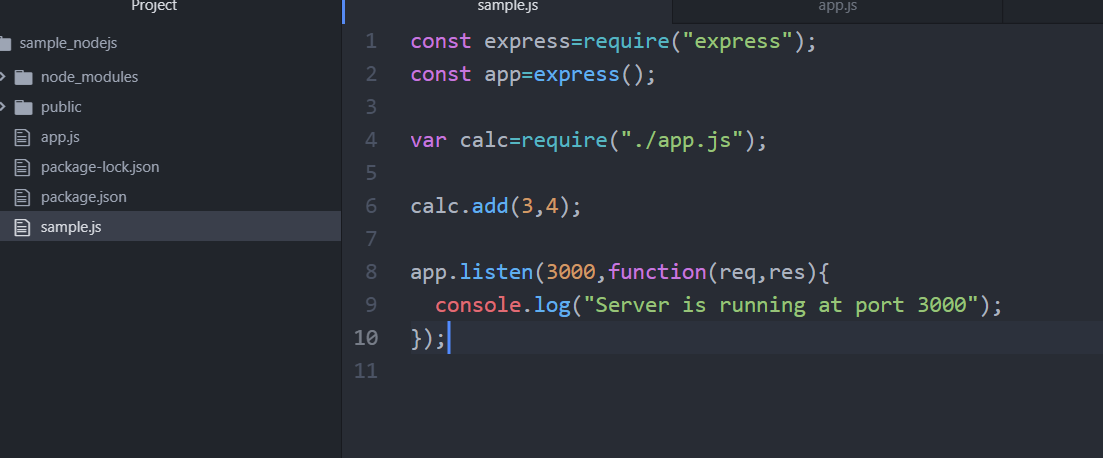 Project
sample_nodejs
node_modules
public
app.js
package-lock.json
package.json
sample.js
sample.js
app.js
1 const express=require("express");
2 const app=express();
3
4 var calc=require("./app.js");
5
6 calc.add(3,4);
7
8 app.listen(3000,function(req,res){
9 console.log("Server is running at port 3000");
10 });
11